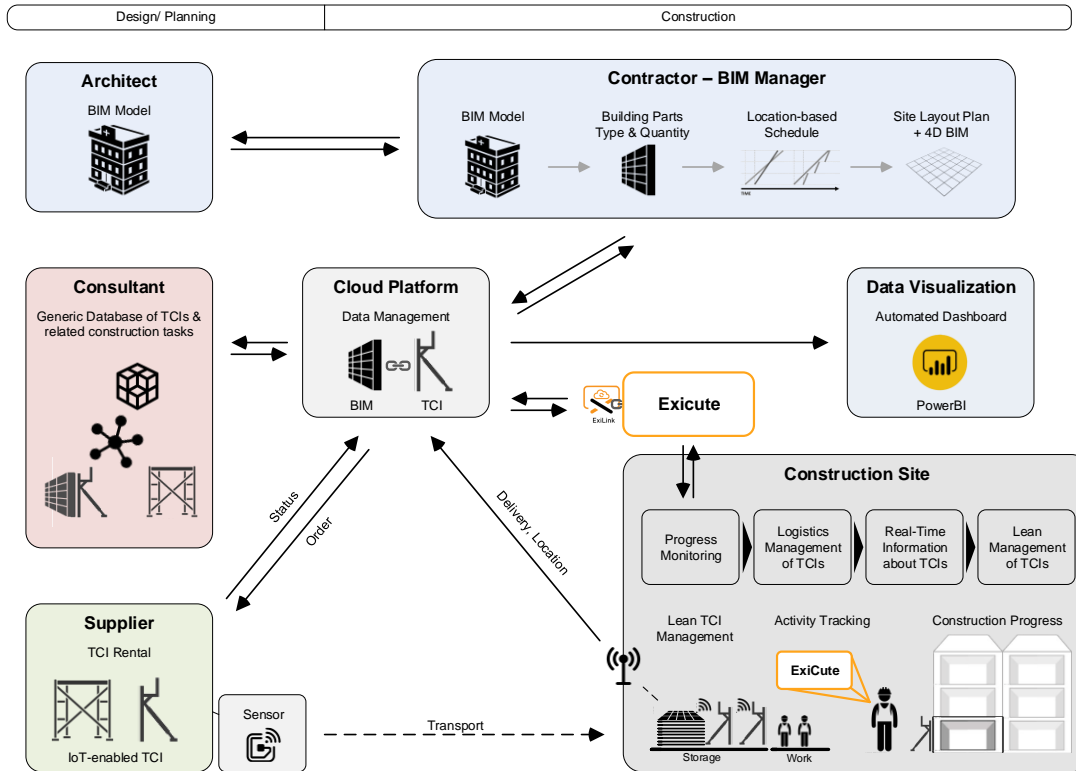 Design/ Planning
Construction
Architect
BIM Model
Contractor – BIM Manager
BIM Model
Building Parts
Type & Quantity
Location-based
Schedule
TIME
Site Layout Plan
+ 4D BIM
Consultant
Generic Database of TCIs &
related construction tasks
Cloud Platform
Data Management
BIM
TCI
Data Visualization
Automated Dashboard
PowerBI
ExiLink
Exicute
Status
Order
Delivery, Location
Construction Site
Progress
Monitoring
Logistics
Management
of TCIs
Real-Time
Information
about TCIs
Lean
Management
of TCIs
Lean TCI
Management
Activity Tracking
Construction Progress
ExiCute
Storage
Work
Supplier
TCI Rental
IoT-enabled TCI
Sensor
Transport